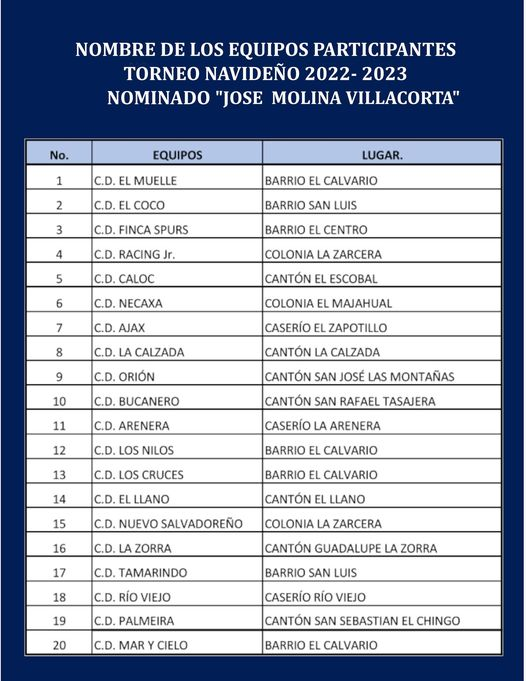 NOMBRE DE LOS EQUIPOS PARTICIPANTES
TORNEO NAVIDEÑO 2022- 2023
NOMINADO "JOSE MOLINA VILLACORTA"
No. EQUIPOS LUGAR.
1 C.D. EL MUELLE BARRIO EL CALVARIO
2 C.D. EL COCO BARRIO SAN LUIS
3 C.D. FINCA SPURS BARRIO EL CENTRO
4 C.D. RACING Jr. COLONIA LA ZARCERA
5 C.D. CALOC CANTÓN EL ESCOBAL
6 C.D. NECAXA COLONIA EL MAJAHUAL
7 C.D. AJAX CASERÍO EL ZAPOTILLO
8 C.D. LA CALZADA CANTÓN LA CALZADA
9 C.D. ORIÓN CANTÓN SAN JOSÉ LAS MONTAÑAS
10 C.D. BUCANERO CANTÓN SAN RAFAEL TASAJERA
11 C.D. ARENERA CASERÍO LA ARENERA
12 C.D. LOS NILOS BARRIO EL CALVARIO
13 C.D. LOS CRUCES BARRIO EL CALVARIO
14 C.D. EL LLANO CANTÓN EL LLANO
15 C.D. NUEVO SALVADOREÑO COLONIA LA ZARCERA
16 C.D. LA ZORRA CANTÓN GUADALUPE LA ZORRA
17 C.D. TAMARINDO BARRIO SAN LUIS
18 C.D. RÍO VIEJO CASERÍO RÍO VIEJO
19 C.D. PALMEIRA CANTÓN SAN SEBASTIAN EL CHINGO
20 C.D. MAR Y CIELO BARRIO EL CALVARIO